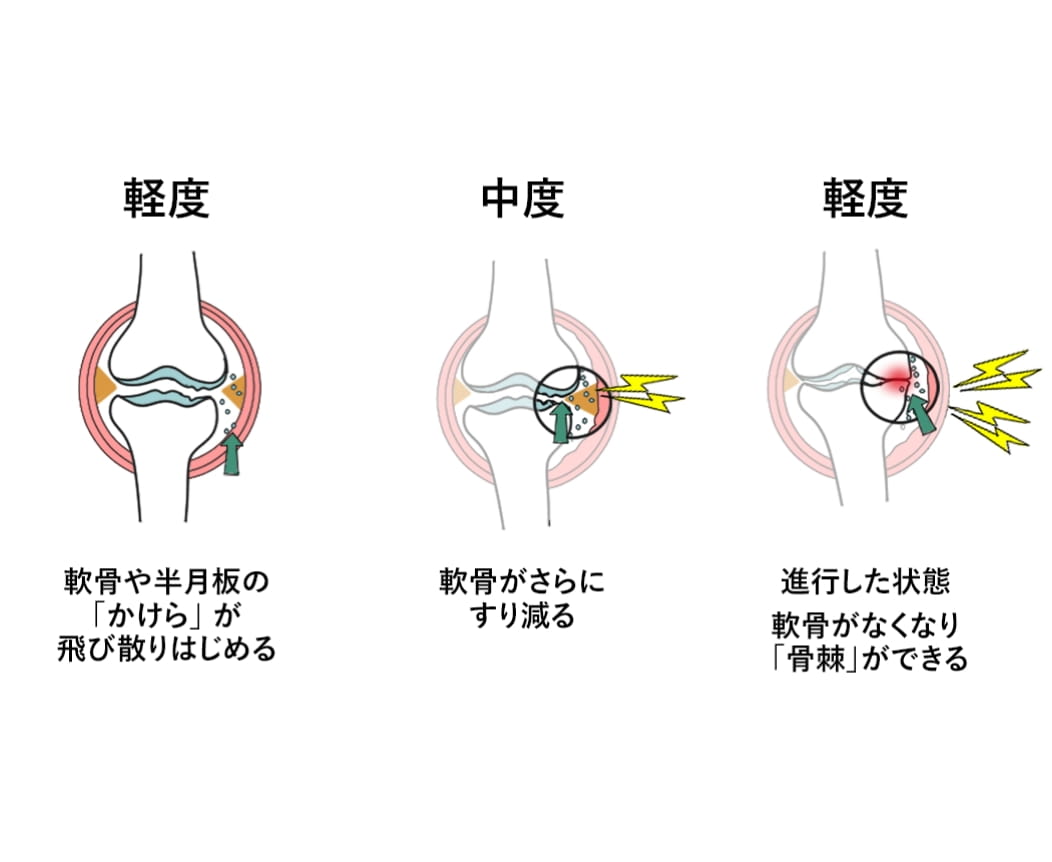 軽度
中度
軽度
軟骨や半月板の
「かけら」が
飛び散りはじめる
軟骨がさらに
すり減る
進行した状態
軟骨がなくなり
「骨棘」ができる